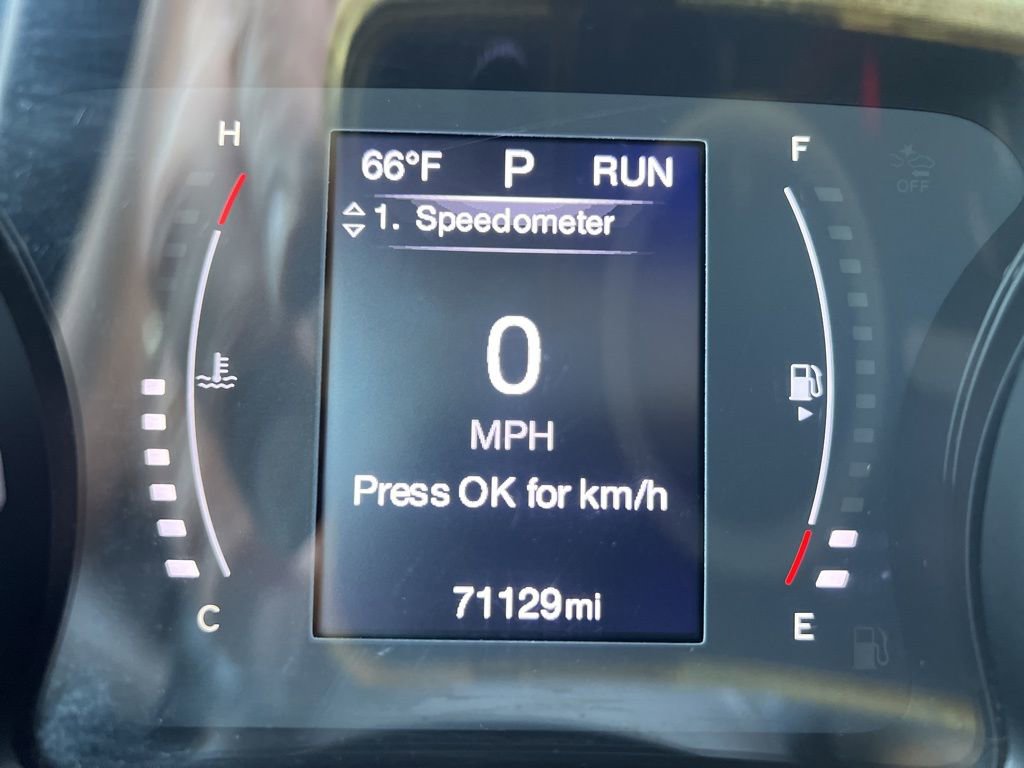 H
66°F P RUN
F
OFF
1. Speedometer
0
MPH
Press OK for km/h
71129mi
C
E